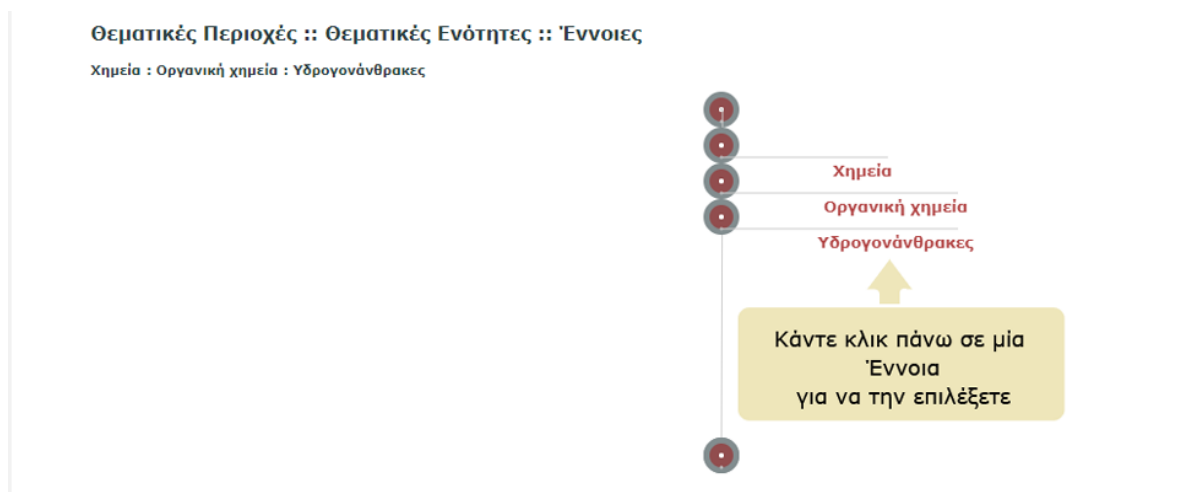 Θεματικές Περιοχές :: Θεματικές Ενότητες :: Έννοιες
Χημεία : Οργανική χημεία : Υδρογονάνθρακες
Χημεία
Οργανική χημεία
Υδρογονάνθρακες
Κάντε κλικ πάνω σε μία
Έννοια
για να την επιλέξετε